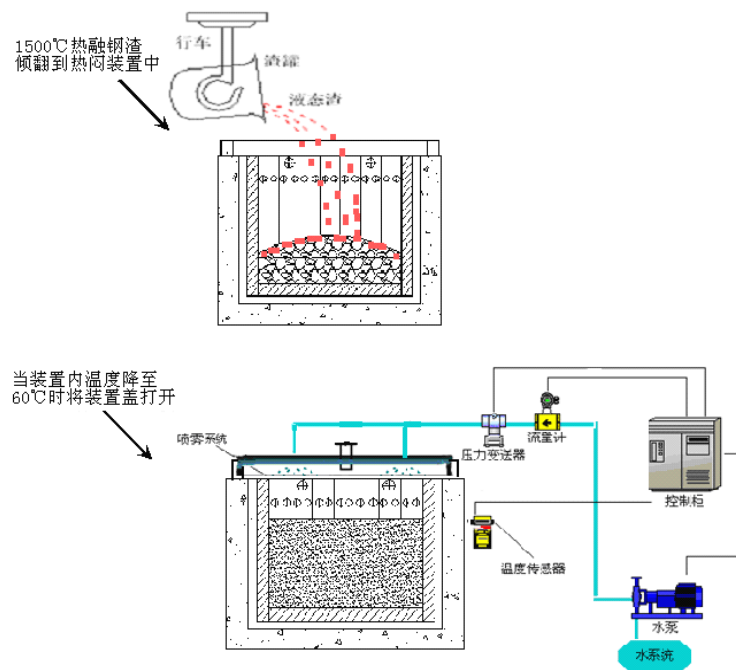 行车
1500℃热融钢渣
倾翻到热闷装置中
渣罐
液态渣
当装置内温度降至
60℃时将装置盖打开
喷雾系统
压力变送器
流量计
控制柜
温度传感器
水泵
水系统